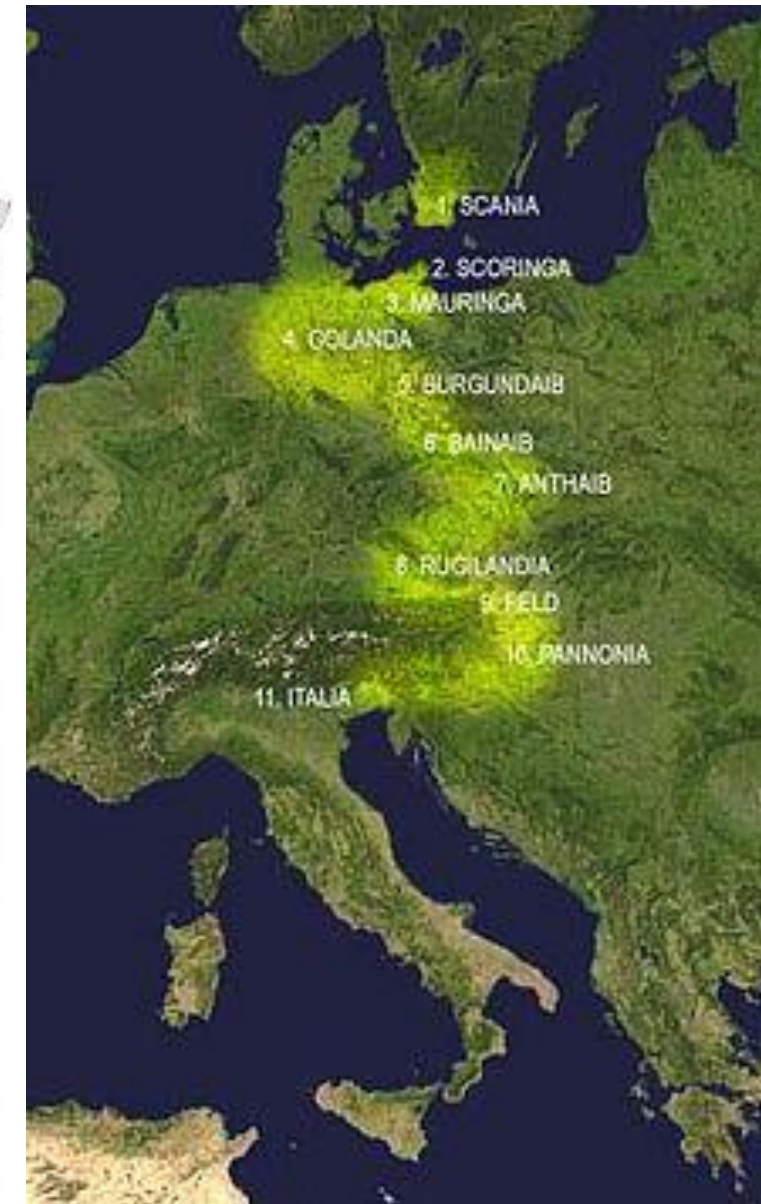 1. SCANIA
2. SCORINGA
3. MAURINGA
4. GOLANDA
5. BURGUNDAIB
6. BAINAIB
7. ANTHAIB
8. RUGILANDIA
9. FELD
10. PANNONIA
11. ITALIA